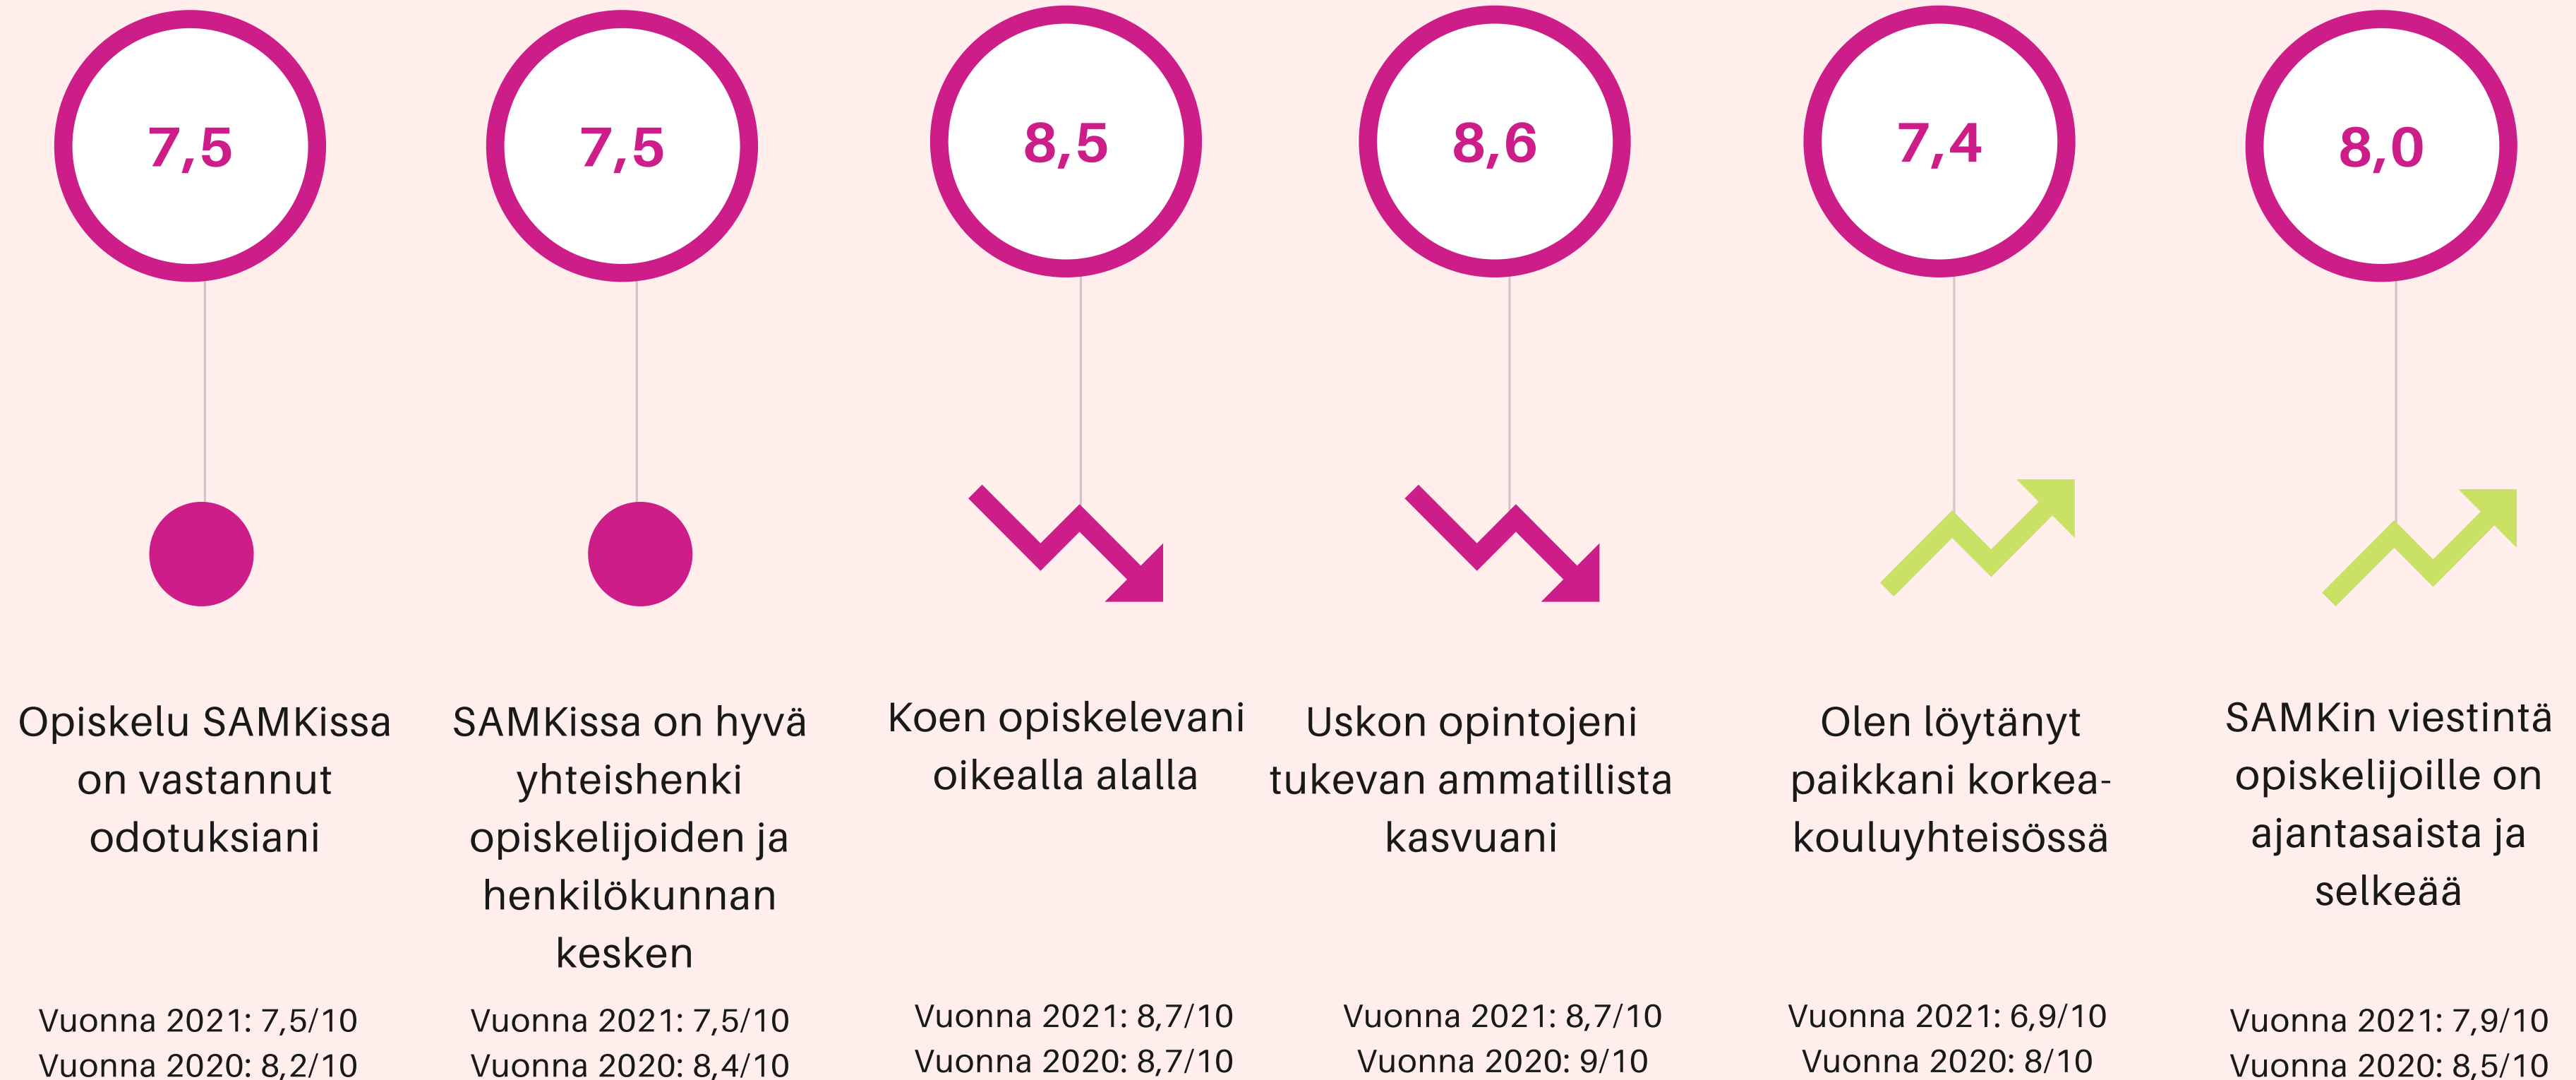 7,5
Opiskelu SAMKissa
on vastannut
odotuksiani
Vuonna 2021: 7,5/10
Vuonna 2020: 8,2/10
7,5
SAMKissa on hyvä
yhteishenki
opiskelijoiden ja
henkilökunnan
kesken
Vuonna 2021: 7,5/10
Vuonna 2020: 8,4/10
8,5
Koen opiskelevani
oikealla alalla
Vuonna 2021: 8,7/10
Vuonna 2020: 8,7/10
8,6
Uskon opintojeni
tukevan ammatillista
kasvuani
Vuonna 2021: 8,7/10
Vuonna 2020: 9/10
7,4
Olen löytänyt
paikkani korkea-
kouluyhteisössä
Vuonna 2021: 6,9/10
Vuonna 2020: 8/10
8,0
SAMKin viestintä
opiskelijoille on
ajantasaista ja
selkeää
Vuonna 2021: 7,9/10
Vuonna 2020: 8,5/10